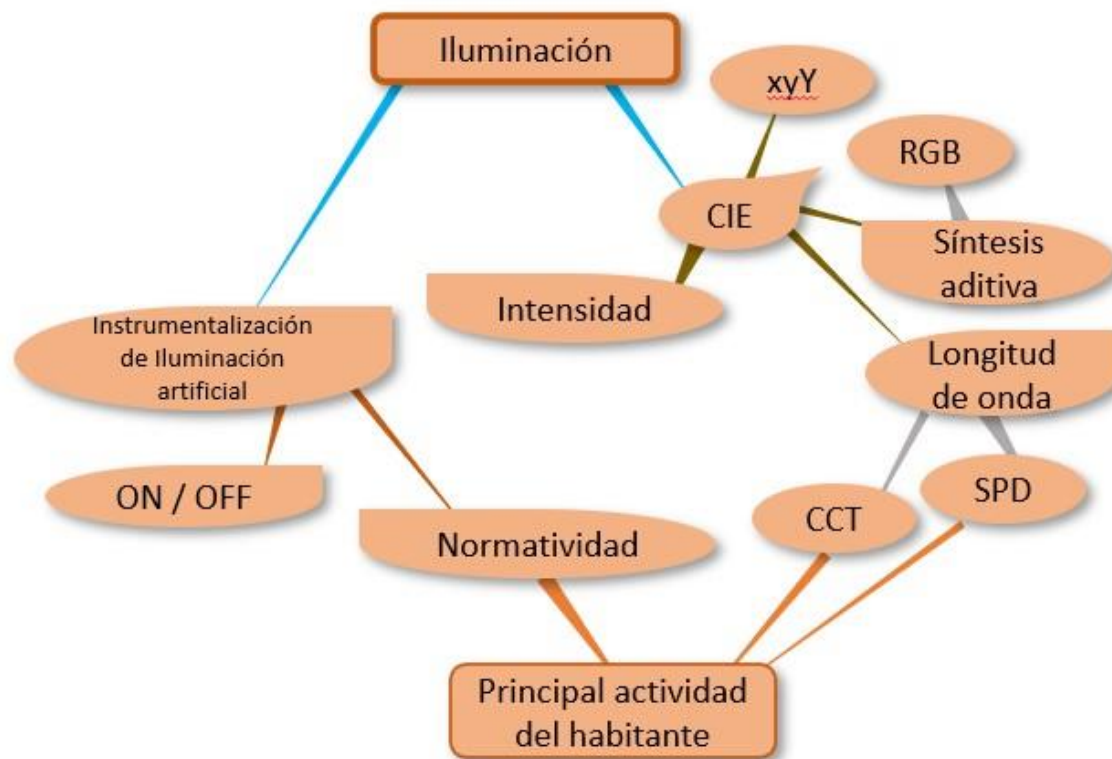 Iluminación
xyY
RGB
CIE
Síntesis
aditiva
Intensidad
Instrumentalización
de Iluminación
artificial
Longitud
de onda
ON / OFF
SPD
CCT
Normatividad
Principal actividad
del habitante